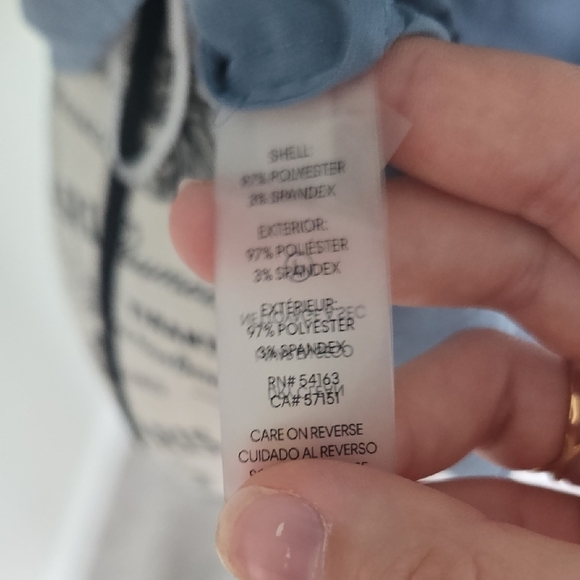 SHELL:
97% POLYESTER
3% SPANDEX
EXTERIOR:
97% POLIESTER
3% SPANDEX
EXTÉRIEUR:
97% POLYESTER
3% SPANDEX
RN# 54163
CA# 57151
CARE ON REVERSE
CUIDADO AL REVERSO